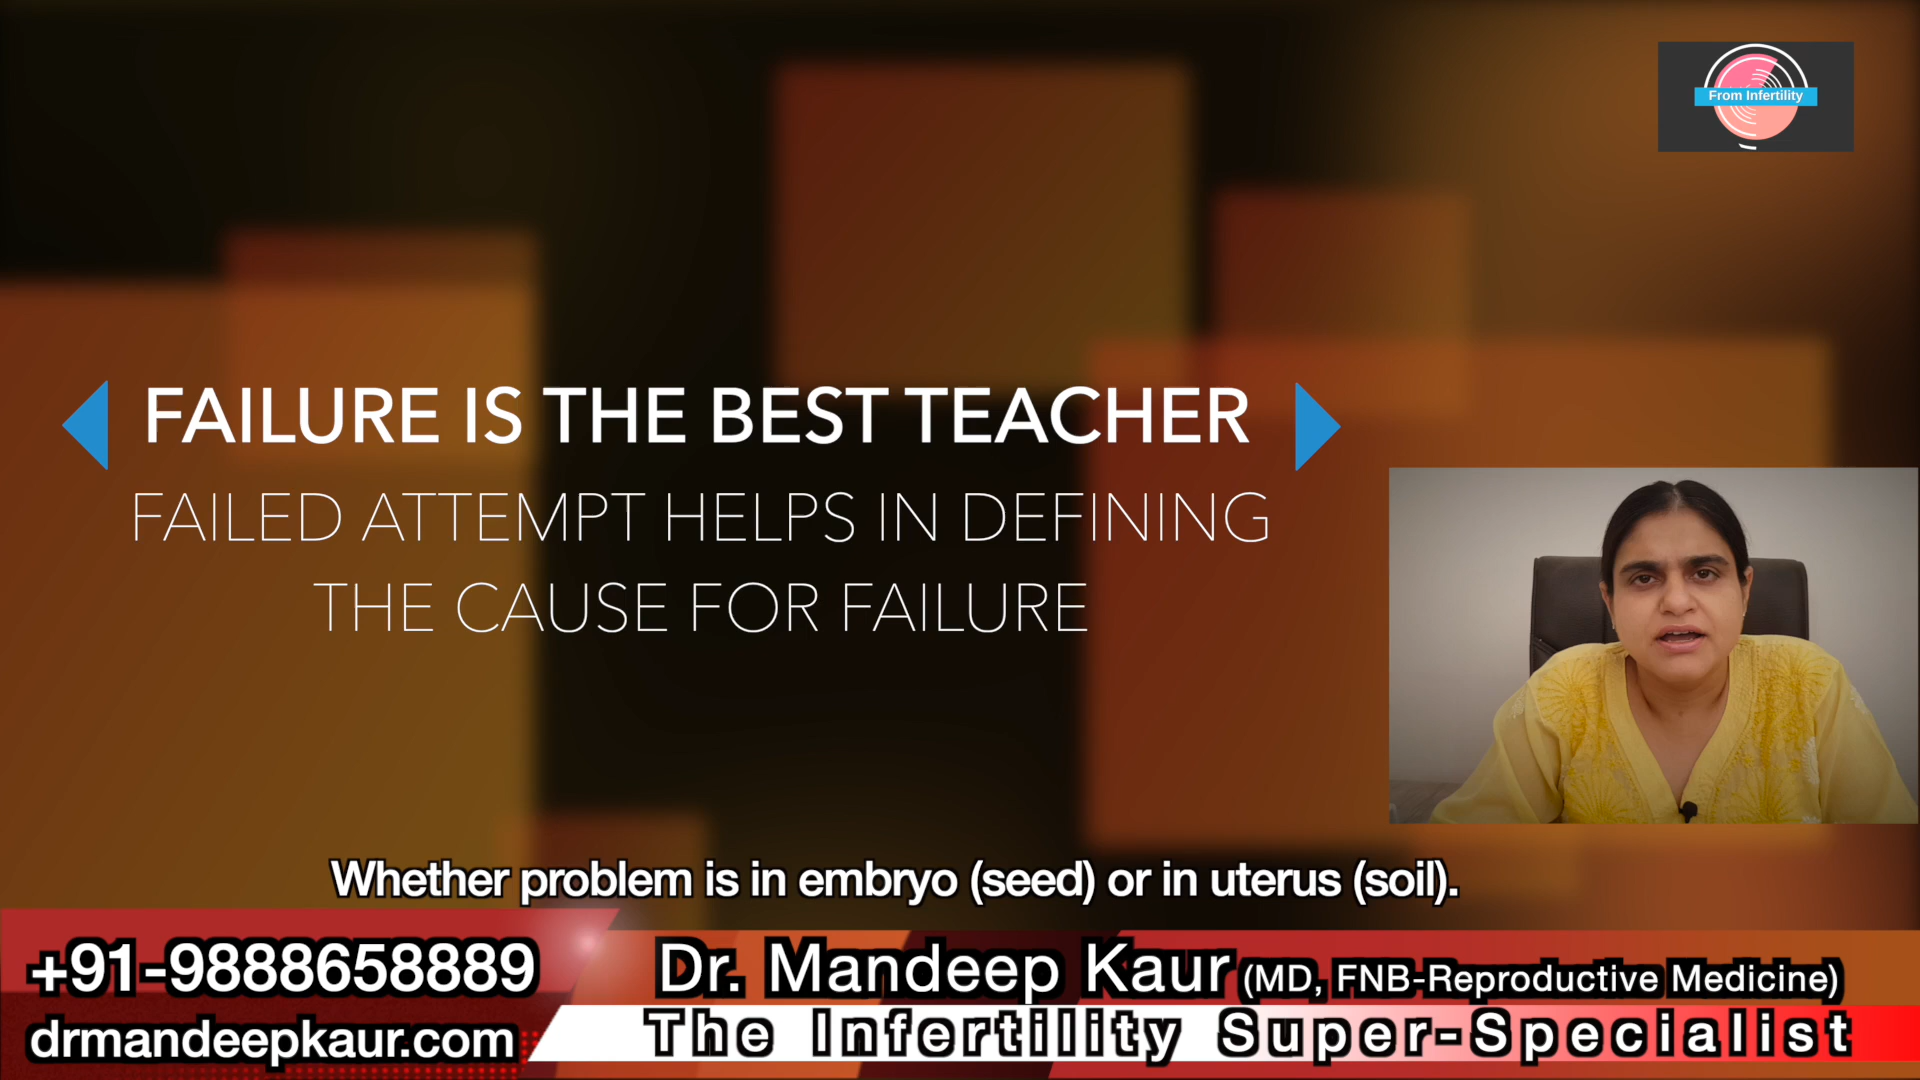 From Infertility
FAILURE IS THE BEST TEACHER
FAILED ATTEMPT HELPS IN DEFINING
THE CAUSE FOR FAILURE
Whether problem is in embryo (seed) or in uterus (soil).
+91-9888658889
drmandeepkaur.com
Dr. Mandeep Kaur (MD, FNB-Reproductive Medicine)
The Infertility Super-Specialist